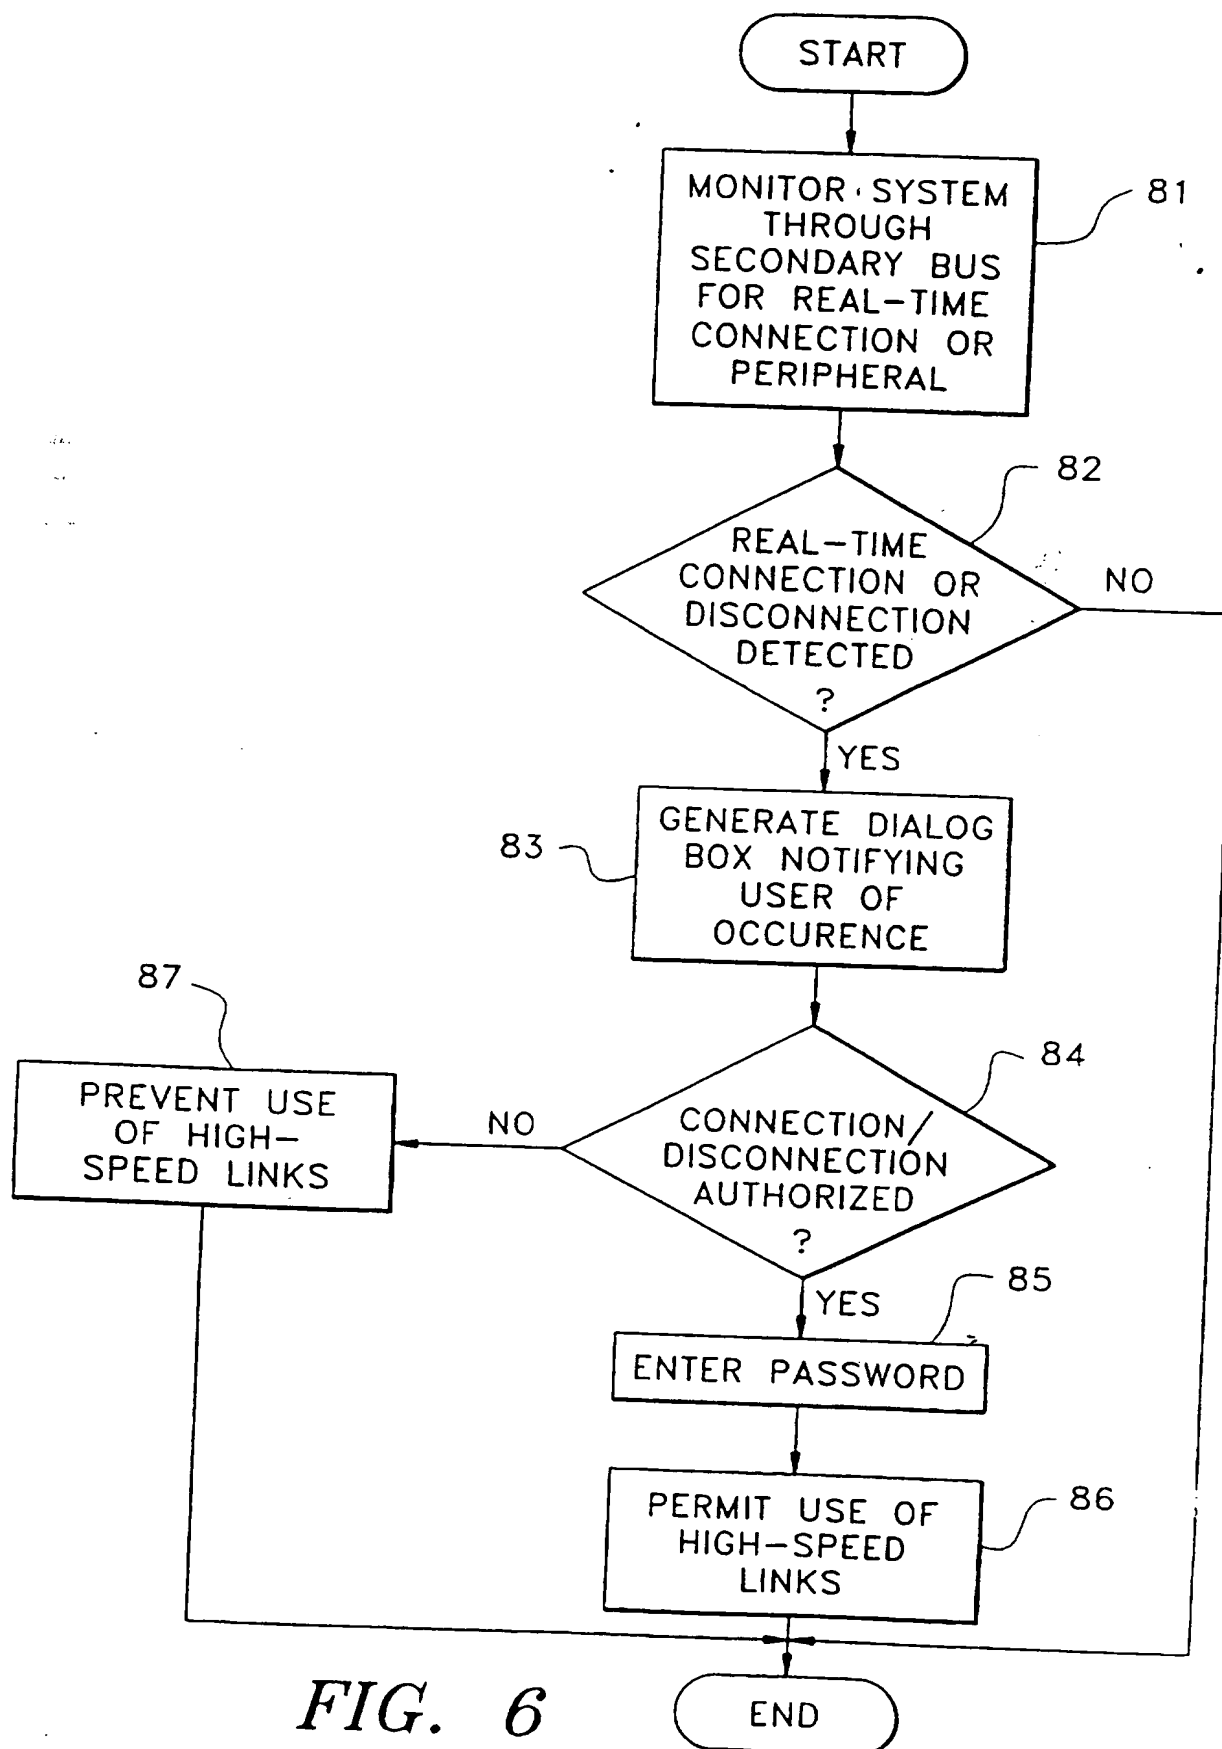 START
MONITOR SYSTEM
THROUGH
SECONDARY BUS
FOR REAL-TIME
CONNECTION OR
PERIPHERAL
81
REAL-TIME
CONNECTION OR
DISCONNECTION
DETECTED
?
82
NO
YES
GENERATE DIALOG
BOX NOTIFYING
USER OF
OCCURENCE
83
CONNECTION/
DISCONNECTION
AUTHORIZED
?
84
NO
87
PREVENT USE
OF HIGH-
SPEED LINKS
YES
85
ENTER PASSWORD
PERMIT USE OF
HIGH-SPEED
LINKS
86
END
FIG. 6